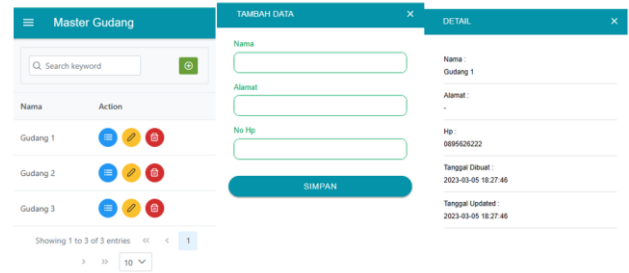 Master Gudang
Search keyword
Nama Action
Gudang 1
Gudang 2
Gudang 3
Showing 1 to 3 of 3 entries << < 1
> >> 10
TAMBAH DATA ×
Nama
Alamat
No Hp
SIMPAN
DETAIL ×
Nama :
Gudang 1
Alamat :
-
Hp :
0895626222
Tanggal Dibuat :
2023-03-05 18:27:46
Tanggal Updated :
2023-03-05 18:27:46